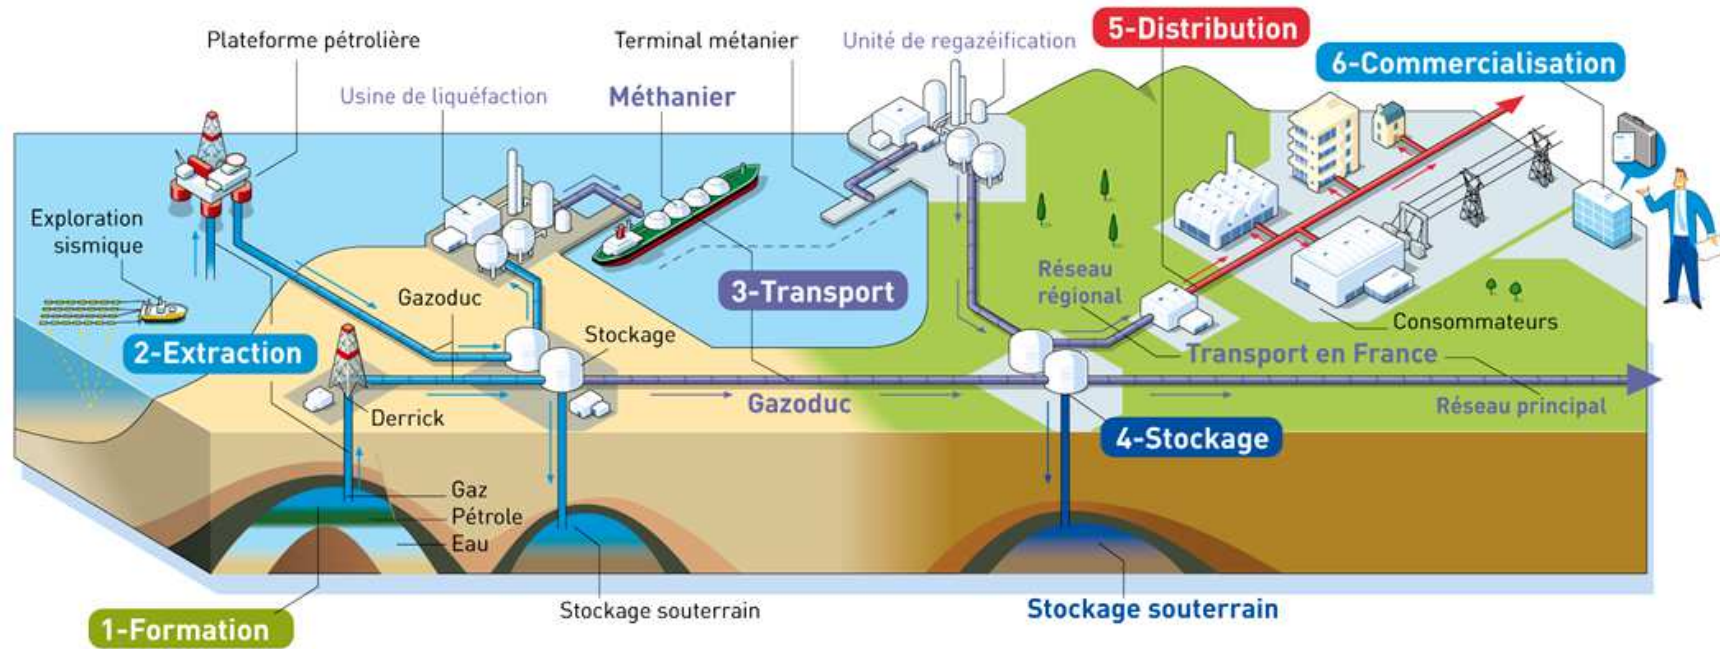 Plateforme pétrolière
Usine de liquéfaction
Méthanier
Terminal métanier
Unité de regazéification
5-Distribution
6-Commercialisation
Exploration
sismique
Gazoduc
2-Extraction
Stockage
3-Transport
Réseau
régional
Consommateurs
Transport en France
Derrick
Gazoduc
Réseau principal
4-Stockage
Gaz
Pétrole
Eau
Stockage souterrain
Stockage souterrain
1-Formation